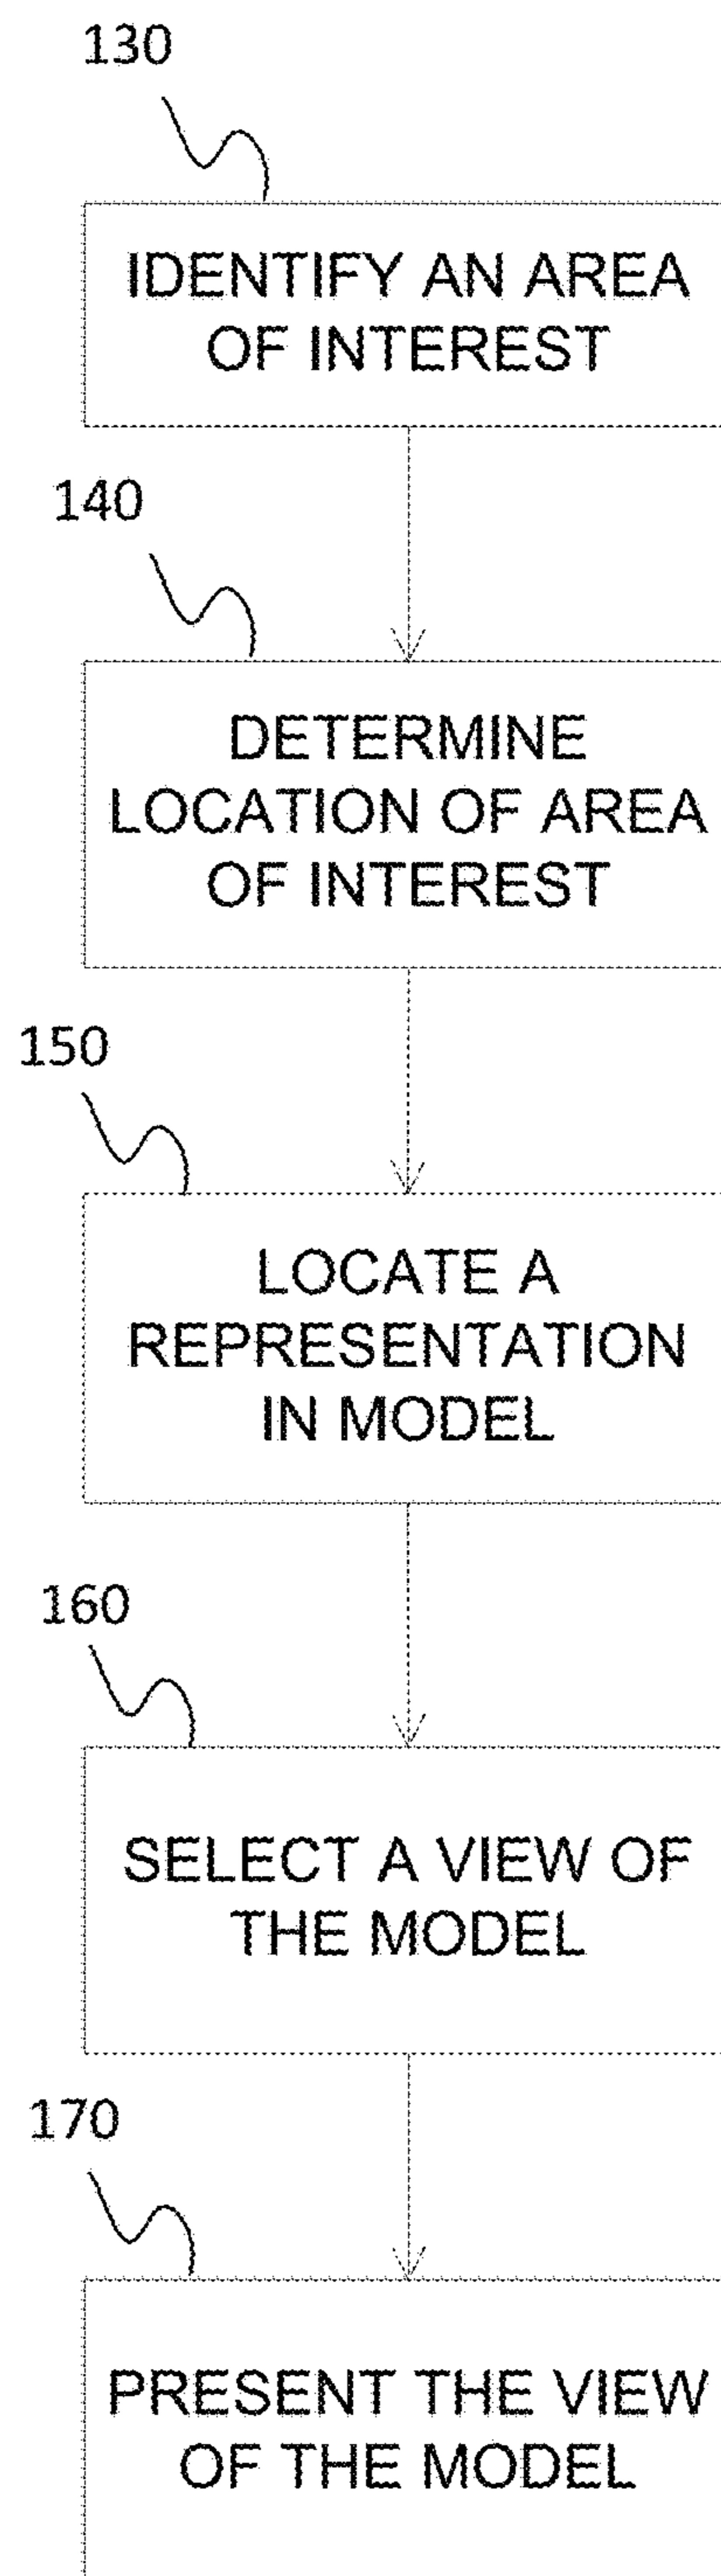 130
IDENTIFY AN AREA
OF INTEREST
140
DETERMINE
LOCATION OF AREA
OF INTEREST
150
LOCATE A
REPRESENTATION
IN MODEL
160
SELECT A VIEW OF
THE MODEL
170
PRESENT THE VIEW
OF THE MODEL